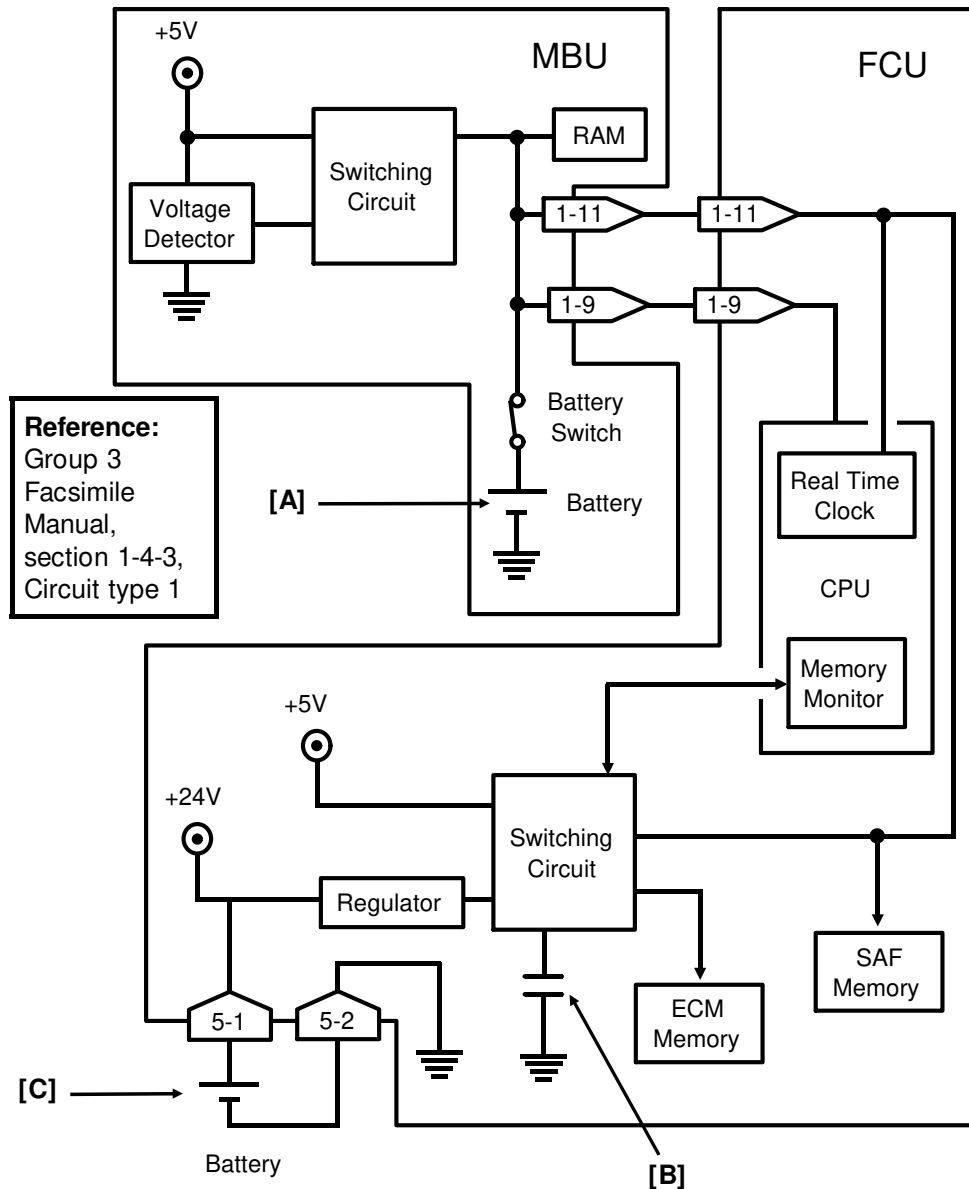 +5V
MBU
FCU
RAM
Switching
Circuit
Voltage
Detector
1-11
1-11
1-9
1-9
Battery
Switch
Reference:
Group 3
Facsimile
Manual,
section 1-4-3,
Circuit type 1
[A]
Battery
Real Time
Clock
CPU
Memory
Monitor
+5V
+24V
Switching
Circuit
Regulator
SAF
Memory
ECM
Memory
5-1
5-2
[C]
Battery
[B]